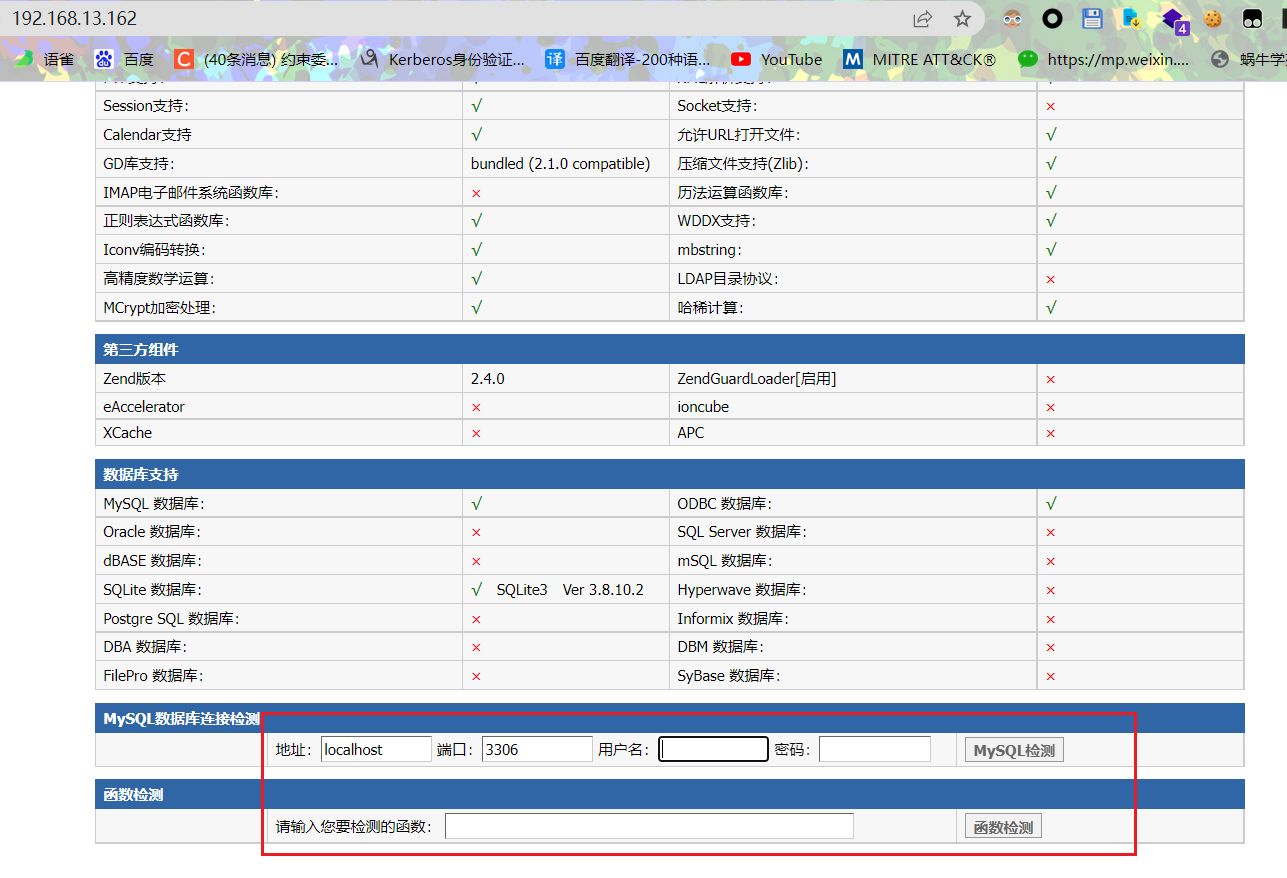 192.168.13.162
4
语雀 百度 C (40条消息) 约束委... Kerberos身份验证... 译 百度翻译-200种语... YouTube M MITRE ATT&CK® https://mp.weixin....
Session支持: √ Socket支持: ×
Calendar支持 √ 允许URL打开文件: √
GD库支持: bundled (2.1.0 compatible) 压缩文件支持(Zlib): √
IMAP电子邮件系统函数库: × 历法运算函数库: √
正则表达式函数库: √ WDDX支持: √
Iconv编码转换: √ mbstring: √
高精度数学运算: √ LDAP目录协议: ×
MCrypt加密处理: √ 哈稀计算: √
第三方组件
Zend版本 2.4.0 ZendGuardLoader[启用] ×
eAccelerator × ioncube ×
XCache × APC ×
数据库支持
MySQL 数据库: √ ODBC 数据库: √
Oracle 数据库: × SQL Server 数据库: ×
dBASE 数据库: × mSQL 数据库: ×
SQLite 数据库: √ SQLite3 Ver 3.8.10.2 Hyperwave 数据库: ×
Postgre SQL 数据库: × Informix 数据库: ×
DBA 数据库: × DBM 数据库: ×
FilePro 数据库: × SyBase 数据库: ×
MySQL数据库连接检测
地址: localhost 端口: 3306 用户名: 密码: MySQL检测
函数检测
请输入您要检测的函数: 函数检测